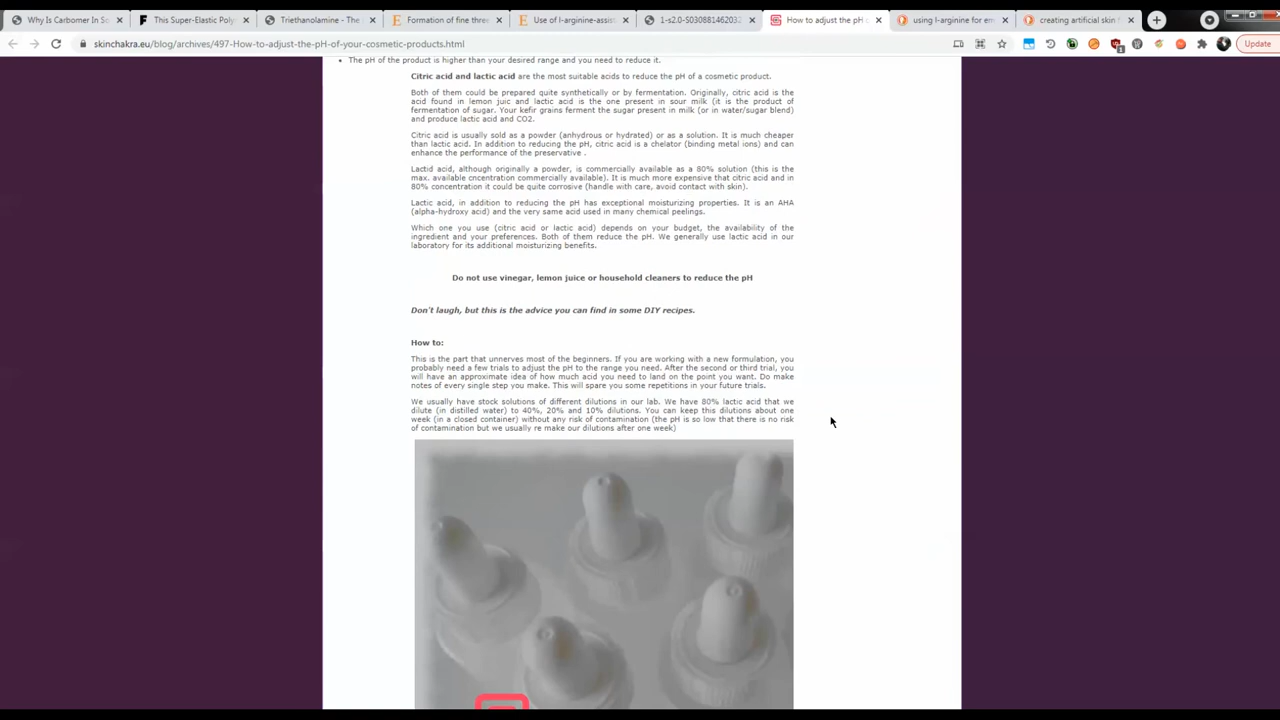 Why Is Carbomer In So
This Super-Elastic Poly
Triethanolamine - The
Formation of fine three
Use of l-arginine-assist
1-s2.0-S0308814620323
How to adjust the pH o
using l-arginine for em
creating artificial skin f
skinchakra.eu/blog/archives/497-How-to-adjust-the-pH-of-your-cosmetic-products.html
Update
The pH of the product is higher than your desired range and you need to reduce it.
Citric acid and lactic acid are the most suitable acids to reduce the pH of a cosmetic product.
Both of them could be prepared quite synthetically or by fermentation. Originally, citric acid is the
acid found in lemon juic and lactic acid is the one present in sour milk (it is the product of
fermentation of sugar. Your kefir grains ferment the sugar present in milk (or in water/sugar blend)
and produce lactic acid and CO2.
Citric acid is usually sold as a powder (anhydrous or hydrated) or as a solution. It is much cheaper
than lactic acid. In addition to reducing the pH, citric acid is a chelator (binding metal ions) and can
enhance the performance of the preservative .
Lactid acid, although originally a powder, is commercially available as a 80% solution (this is the
max. available cncentration commercially available). It is much more expensive that citric acid and in
80% concentration it could be quite corrosive (handle with care, avoid contact with skin).
Lactic acid, in addition to reducing the pH has exceptional moisturizing properties. It is an AHA
(alpha-hydroxy acid) and the very same acid used in many chemical peelings.
Which one you use (citric acid or lactic acid) depends on your budget, the availability of the
ingredient and your preferences. Both of them reduce the pH. We generally use lactic acid in our
laboratory for its additional moisturizing benefits.
Do not use vinegar, lemon juice or household cleaners to reduce the pH
Don't laugh, but this is the advice you can find in some DIY recipes.
How to:
This is the part that unnerves most of the beginners. If you are working with a new formulation, you
probably need a few trials to adjust the pH to the range you need. After the second or third trial, you
will have an approximate idea of how much acid you need to land on the point you want. Do make
notes of every single step you make. This will spare you some repetitions in your future trials.
We usually have stock solutions of different dilutions in our lab. We have 80% lactic acid that we
dilute (in distilled water) to 40%, 20% and 10% dilutions. You can keep this dilutions about one
week (in a closed container) without any risk of contamination (the pH is so low that there is no risk
of contamination but we usually re make our dilutions after one week)